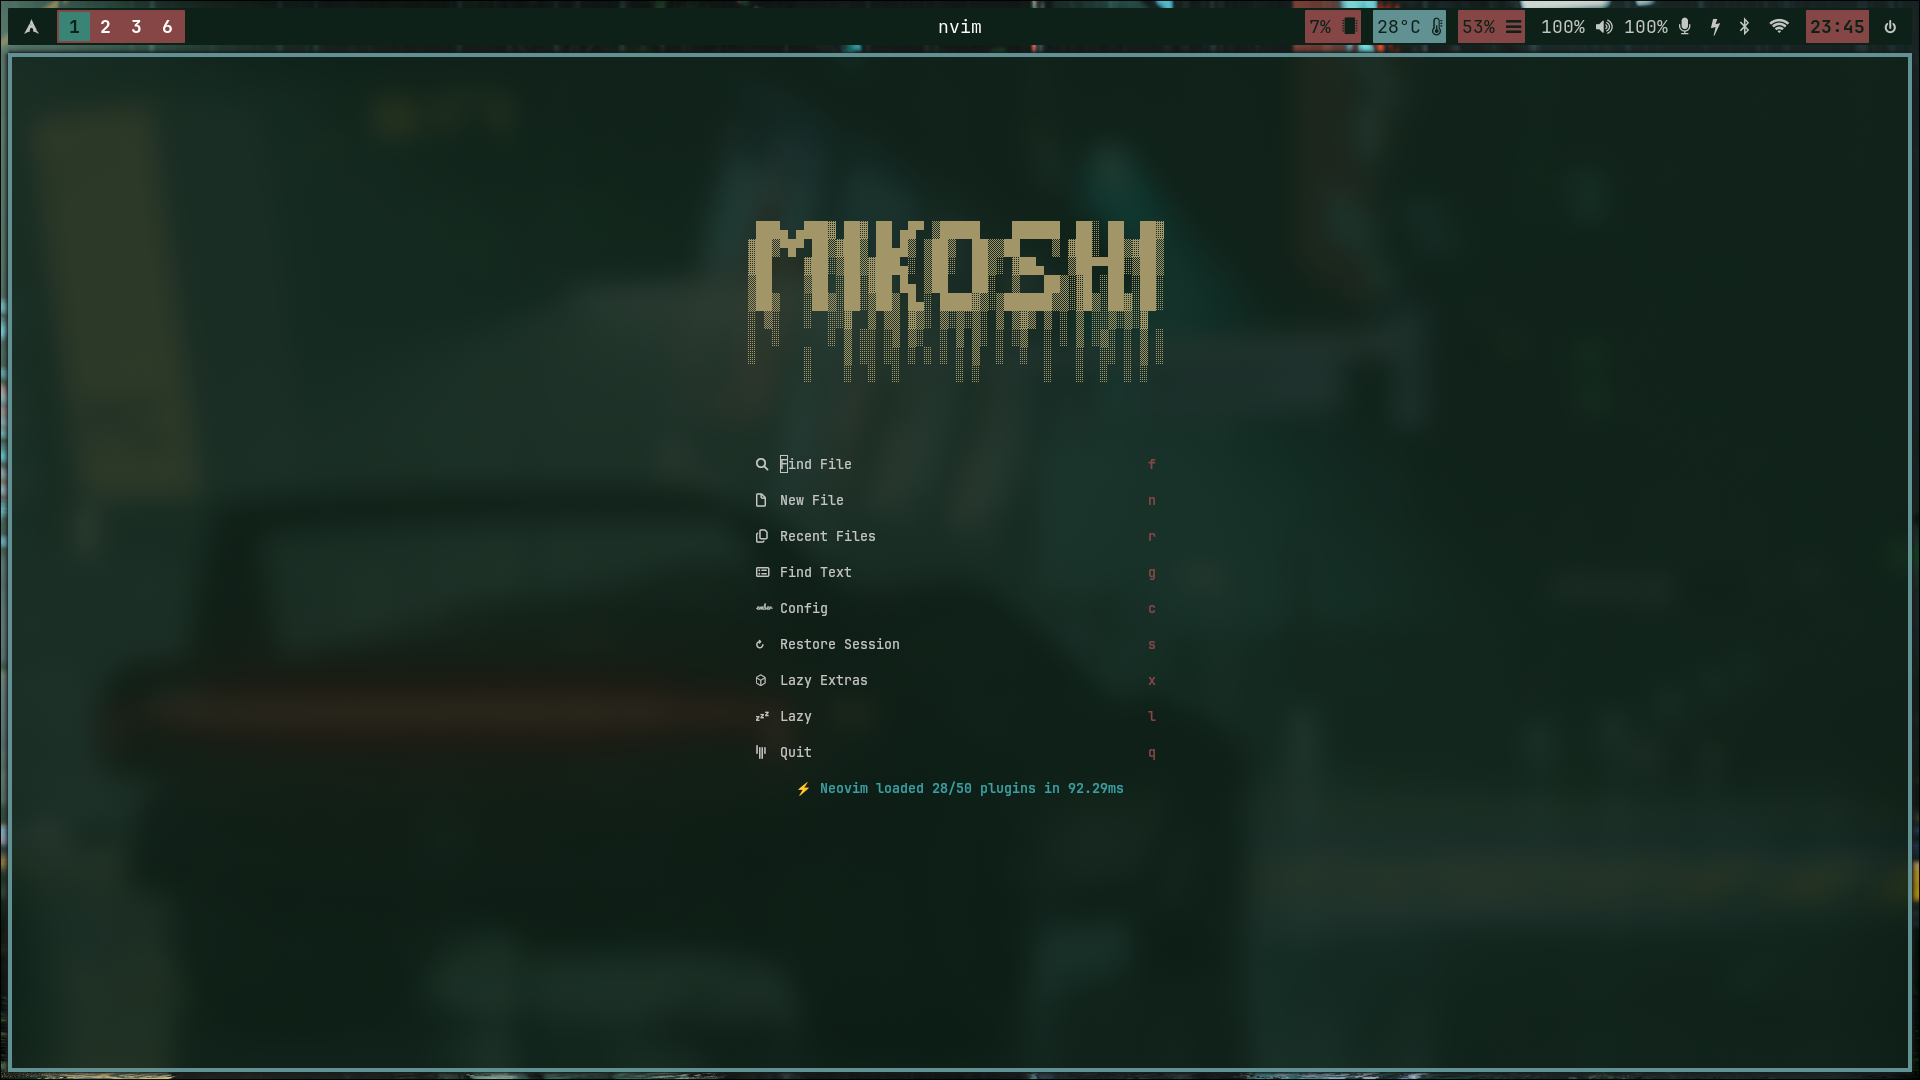 1 2 3 6
nvim
7%
28°C
53%
100%
100%
23:45
MIKOSHI
Find File f
New File n
Recent Files r
Find Text g
Config c
Restore Session s
Lazy Extras x
zzz Lazy l
Quit q
⚡ Neovim loaded 28/50 plugins in 92.29ms